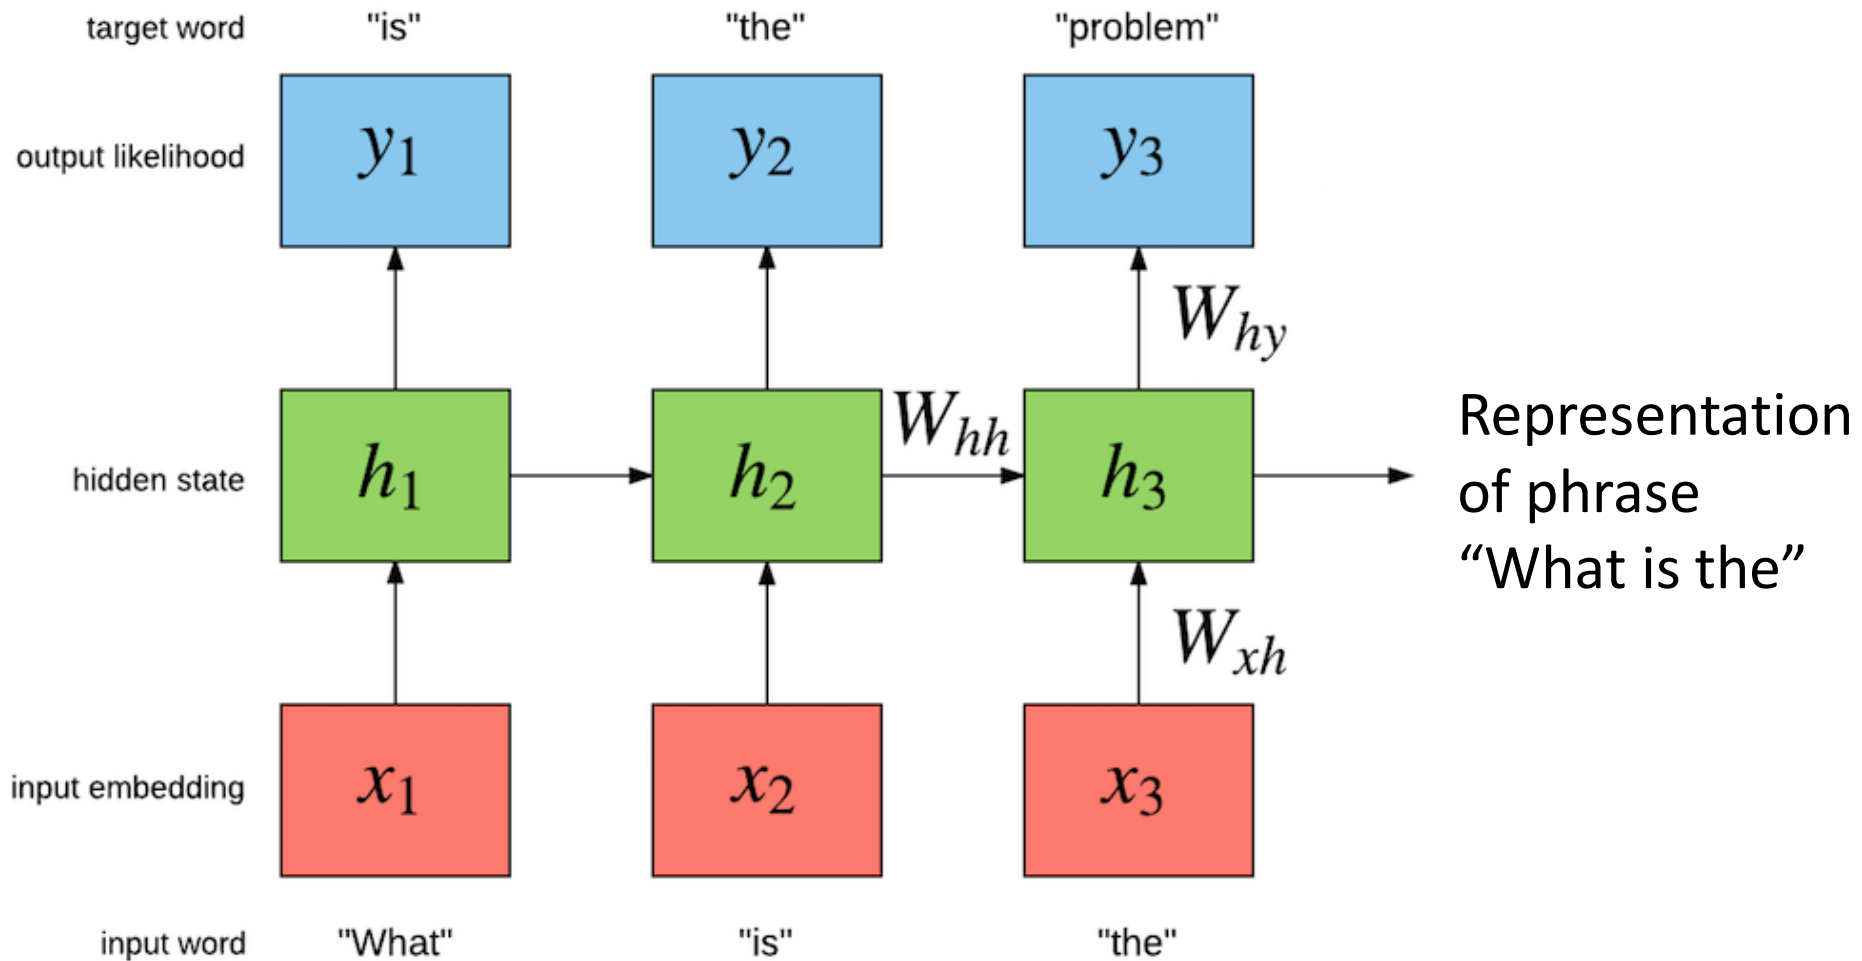 target word "is" "the" "problem"
output likelihood y1 y2 y3
Why
hidden state h1 h2 Whh h3
Representation
of phrase
“What is the”
Wxh
input embedding x1 x2 x3
input word "What" "is" "the"